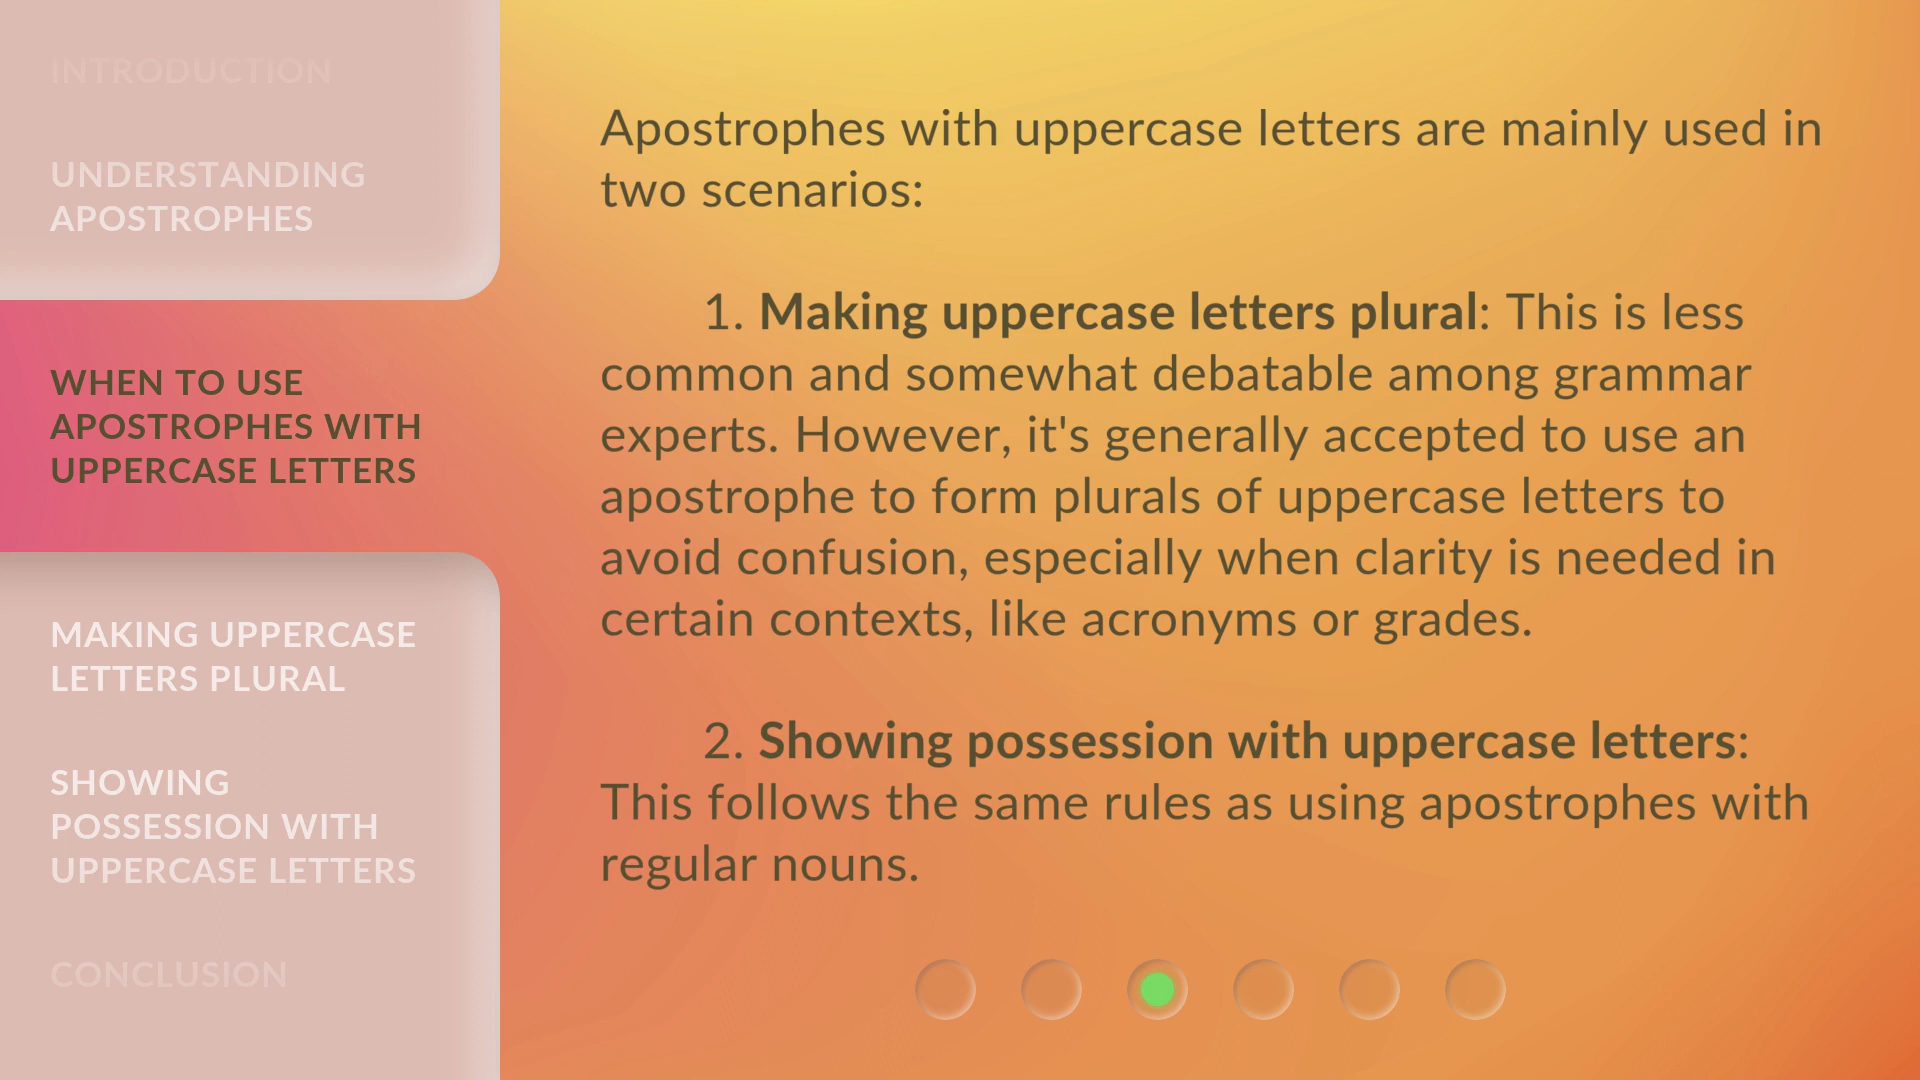 INTRODUCTION
UNDERSTANDING
APOSTROPHES
WHEN TO USE
APOSTROPHES WITH
UPPERCASE LETTERS
MAKING UPPERCASE
LETTERS PLURAL
SHOWING
POSSESSION WITH
UPPERCASE LETTERS
CONCLUSION
Apostrophes with uppercase letters are mainly used in
two scenarios:
1. Making uppercase letters plural: This is less
common and somewhat debatable among grammar
experts. However, it's generally accepted to use an
apostrophe to form plurals of uppercase letters to
avoid confusion, especially when clarity is needed in
certain contexts, like acronyms or grades.
2. Showing possession with uppercase letters:
This follows the same rules as using apostrophes with
regular nouns.